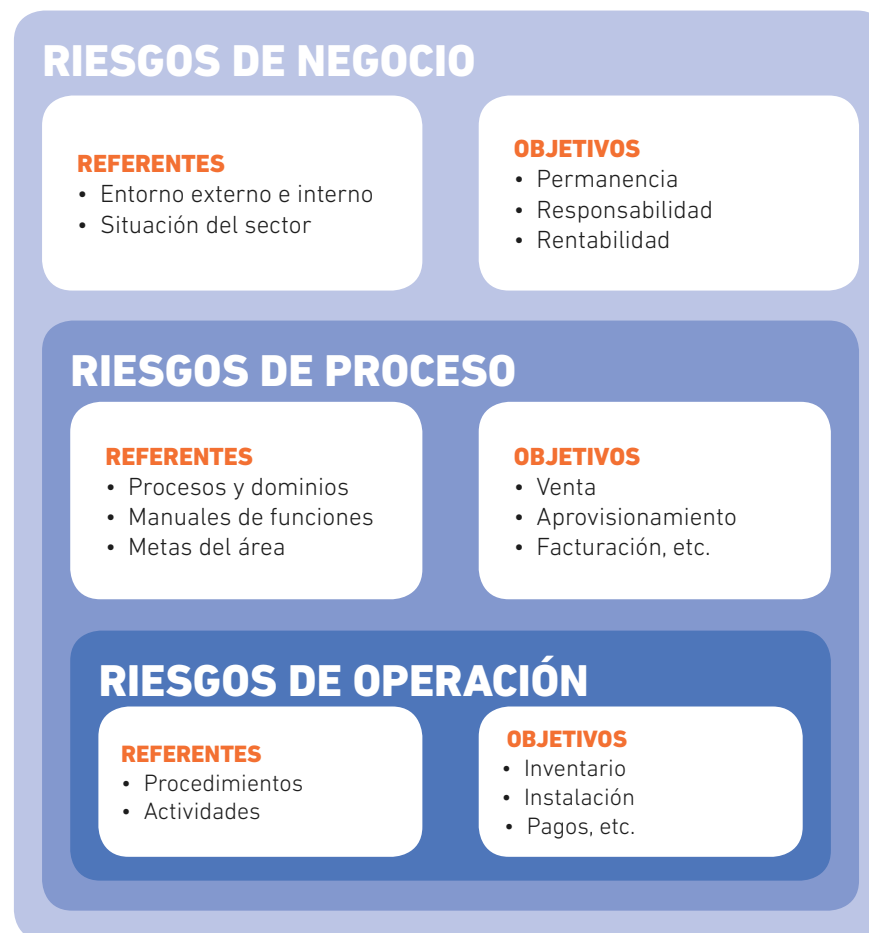 RIESGOS DE NEGOCIO
REFERENTES
• Entorno externo e interno
• Situación del sector
OBJETIVOS
• Permanencia
• Responsabilidad
• Rentabilidad
RIESGOS DE PROCESO
REFERENTES
• Procesos y dominios
• Manuales de funciones
• Metas del área
OBJETIVOS
• Venta
• Aprovisionamiento
• Facturación, etc.
RIESGOS DE OPERACIÓN
REFERENTES
• Procedimientos
• Actividades
OBJETIVOS
• Inventario
• Instalación
• Pagos, etc.